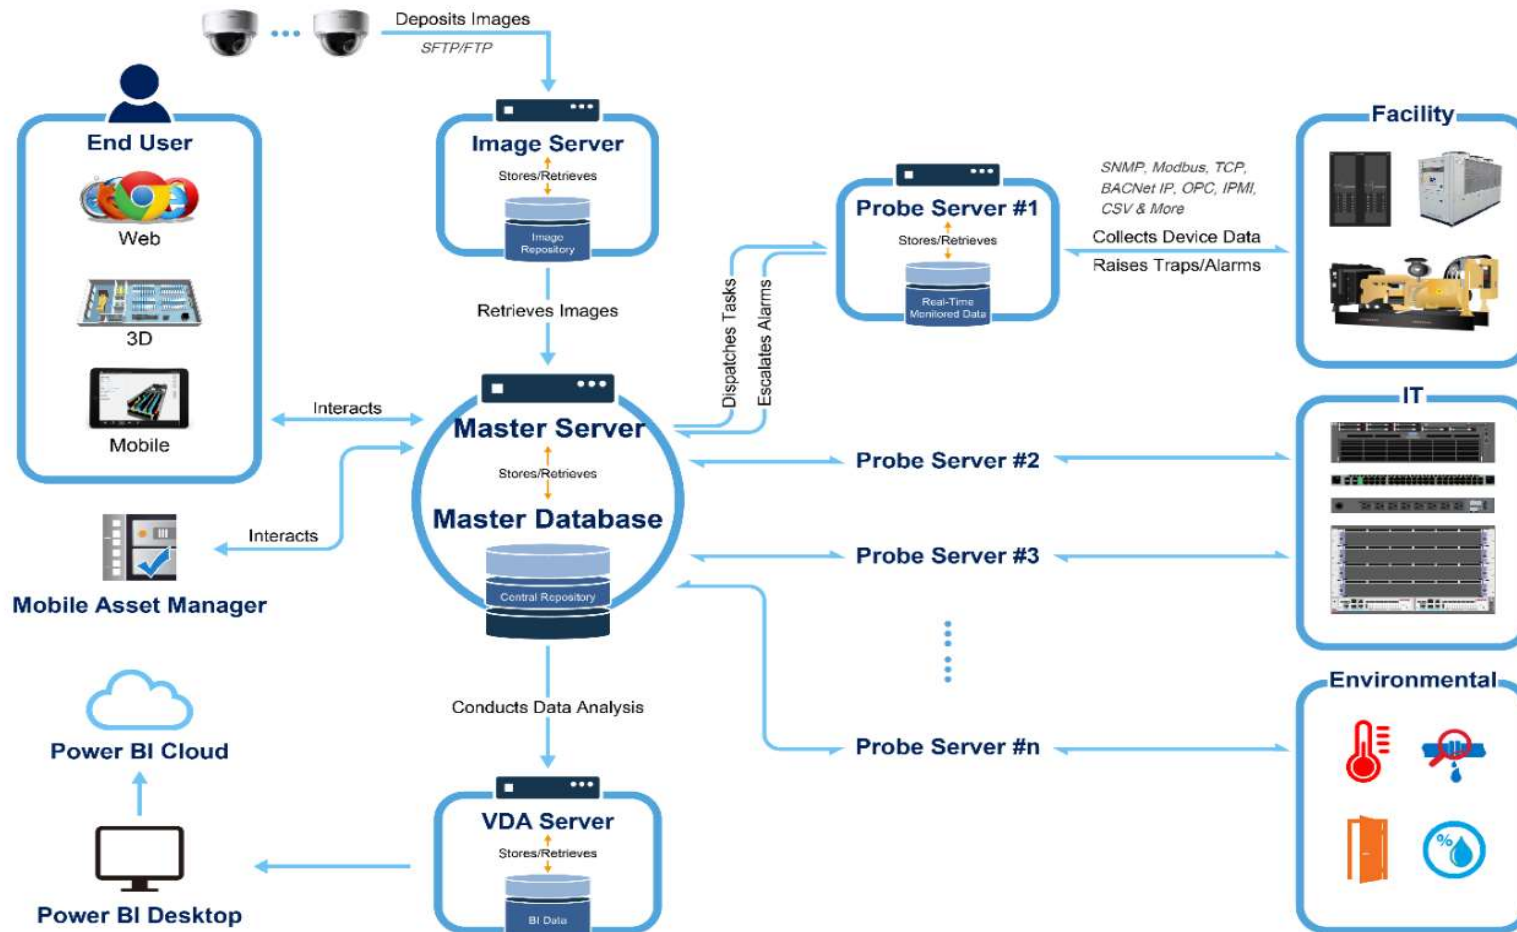 Deposits Images
SFTP/FTP
End User
Web
3D
Mobile
Image Server
Stores/Retrieves
Image
Repository
Retrieves Images
Probe Server #1
Stores/Retrieves
Real-Time
Monitored Data
SNMP, Modbus, TCP,
BACNet IP, OPC, IPMI,
CSV & More
Collects Device Data
Raises Traps/Alarms
Facility
Dispatches Tasks
Escalates Alarms
Interacts
Master Server
Stores/Retrieves
Master Database
Central Repository
Probe Server #2
Probe Server #3
Probe Server #n
IT
Interacts
Mobile Asset Manager
Environmental
%
Conducts Data Analysis
Power BI Cloud
Power BI Desktop
VDA Server
Stores/Retrieves
BI Data